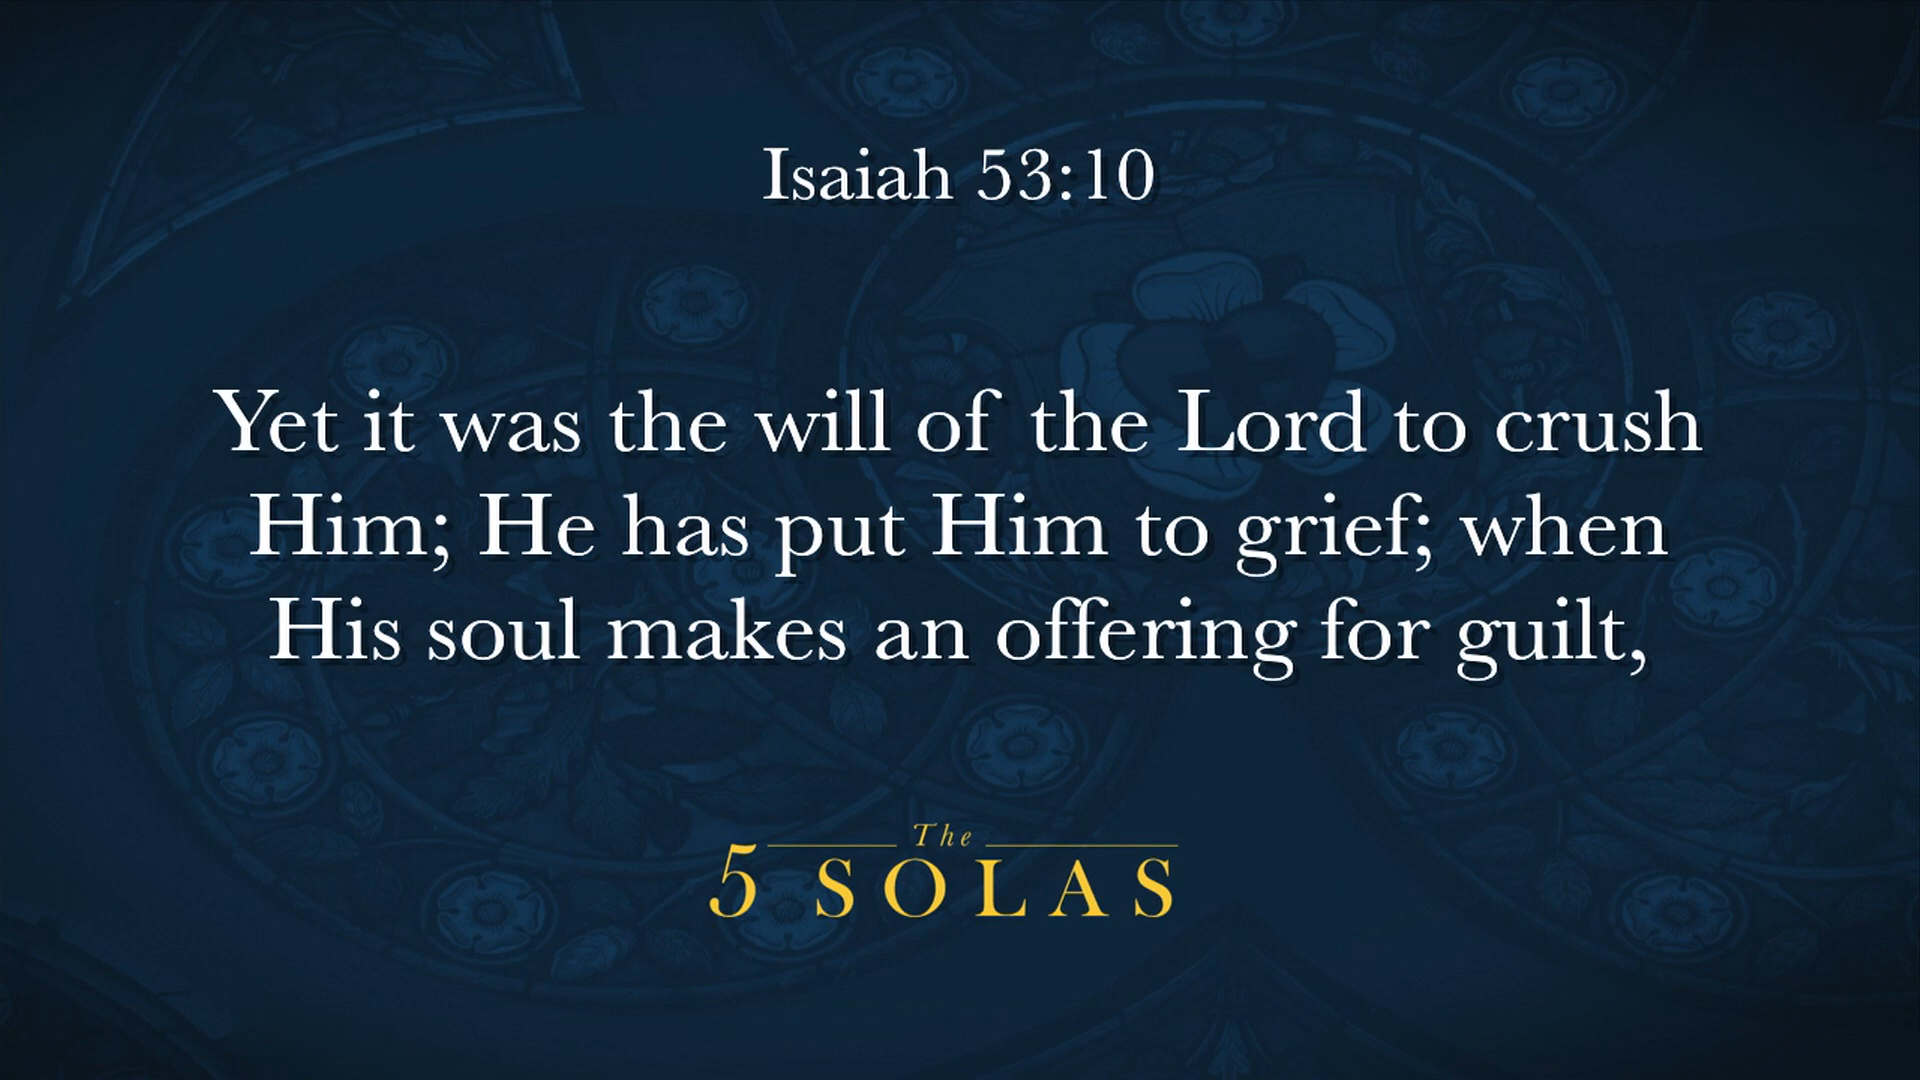 Isaiah 53:10
Yet it was the will of the Lord to crush
Him; He has put Him to grief; when
His soul makes an offering for guilt,
The
5 SOLAS